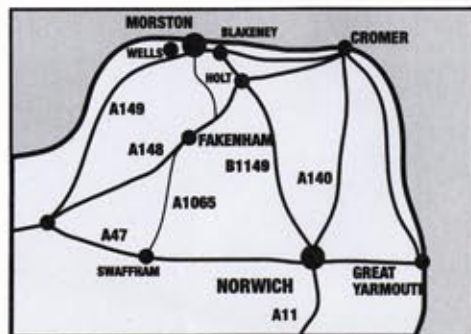 MORSTON
BLAKENEY
CROMER
WELLS
HOLT
A149
A148
FAKENHAM
B1149
A140
A1065
A47
SWAFFHAM
NORWICH
GREAT
YARMOUTH
A11